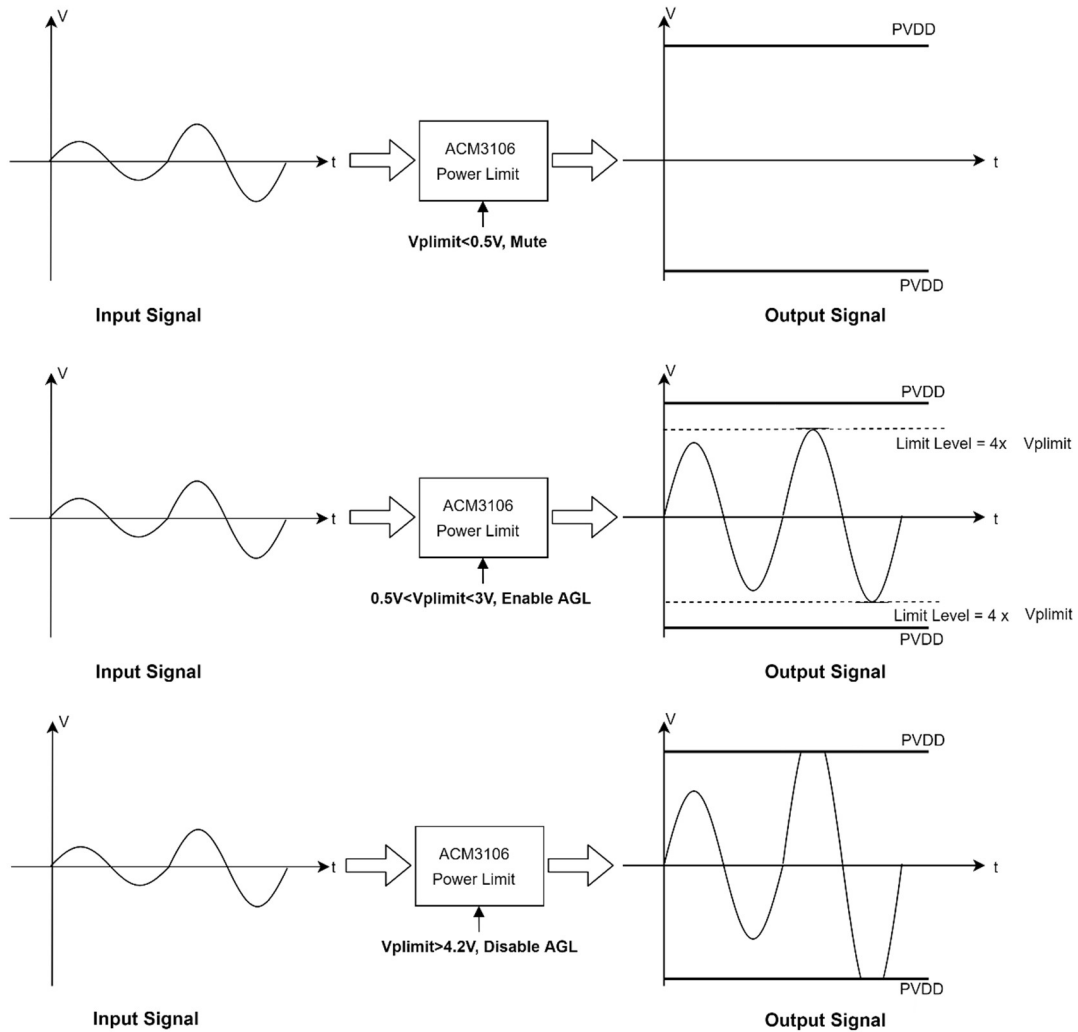 V
PVDD
t
ACM3106
Power Limit
t
Vplimit<0.5V, Mute
PVDD
Input Signal
Output Signal
V
V
PVDD
Limit Level = 4x Vplimit
ACM3106
Power Limit
t
t
0.5V<Vplimit<3V, Enable AGL
Limit Level = 4 x Vplimit
PVDD
Input Signal
Output Signal
V
V
PVDD
ACM3106
Power Limit
t
t
Vplimit>4.2V, Disable AGL
PVDD
Input Signal
Output Signal
V